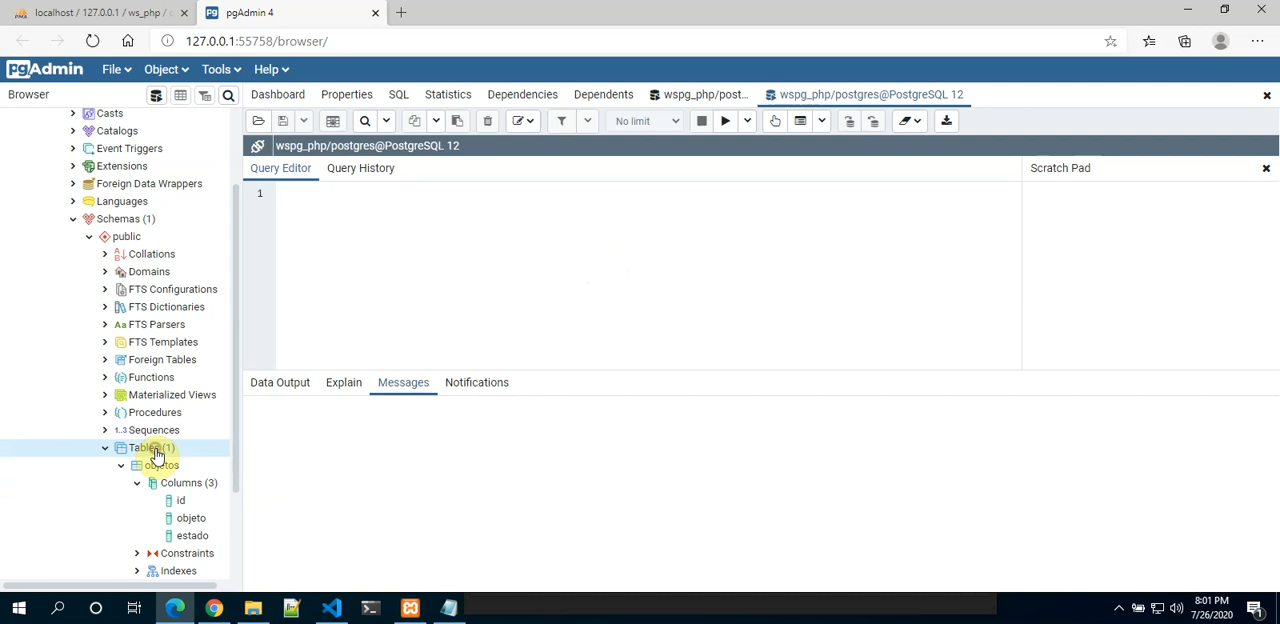 localhost / 127.0.0.1 / ws_php /
pgAdmin 4
127.0.0.1:55758/browser/
pgAdmin File Object Tools Help
Browser
Dashboard Properties SQL Statistics Dependencies Dependents wspg_php/post... wspg_php/postgres@PostgreSQL 12
No limit
wspg_php/postgres@PostgreSQL 12
Query Editor Query History Scratch Pad
1
Casts
Catalogs
Event Triggers
Extensions
Foreign Data Wrappers
Languages
Schemas (1)
public
Collations
Domains
FTS Configurations
FTS Dictionaries
Aa FTS Parsers
FTS Templates
Foreign Tables
Functions
Materialized Views
Procedures
1..3 Sequences
Tables (1)
objetos
Columns (3)
id
objeto
estado
Constraints
Indexes
Data Output Explain Messages Notifications
8:01 PM
7/26/2020
1